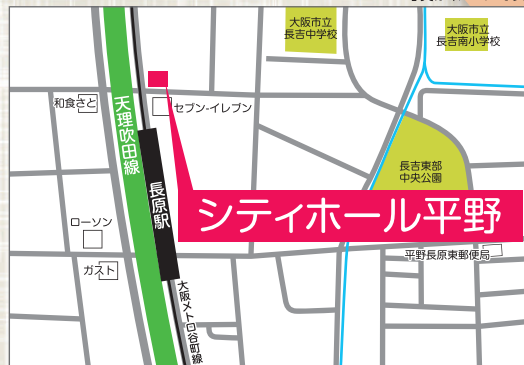 大阪市立
長吉中学校
大阪市立
長吉南小学校
和食さと
セブン-イレブン
天理吹田線
長吉東部
中央公園
長原駅
シティホール平野
ローソン
平野長原東郵便局
ガスト
大阪メトロ谷町線